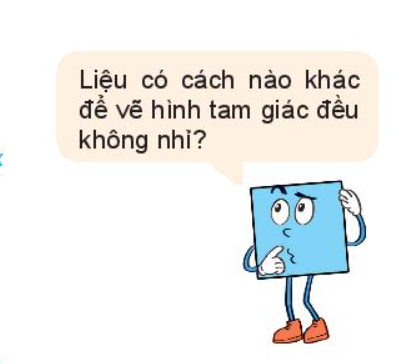 Liệu có cách nào khác
để vẽ hình tam giác đều
không nhỉ?